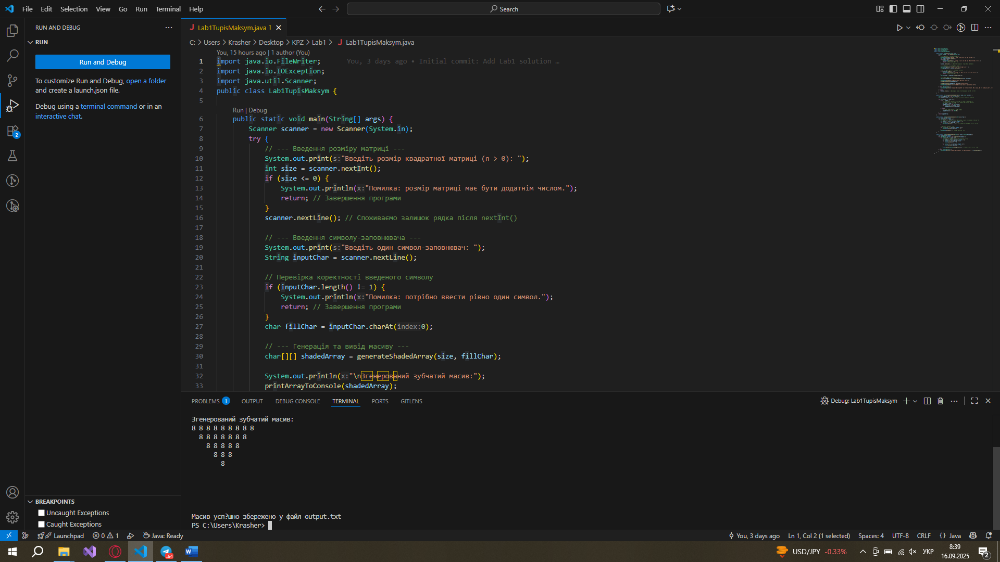 File Edit Selection View Go Run Terminal Help
Search
RUN AND DEBUG
RUN
Run and Debug
To customize Run and Debug, open a folder
and create a launch.json file.
Debug using a terminal command or in an
interactive chat.
Lab1TupisMaksym.java 1
C: > Users > Krasher > Desktop > KPZ > Lab1 > Lab1TupisMaksym.java
You, 15 hours ago | 1 author (You)
1 import java.io.FileWriter; You, 3 days ago • Initial commit: Add Lab1 solution …
2 import java.io.IOException;
3 import java.util.Scanner;
4 public class Lab1TupisMaksym {
5
Run | Debug
6 public static void main(String[] args) {
7 Scanner scanner = new Scanner(System.in);
8 try {
9 // --- Введення розміру матриці ---
10 System.out.print(s:"Введіть розмір квадратної матриці (n > 0): ");
11 int size = scanner.nextInt();
12 if (size <= 0) {
13 System.out.println(x:"Помилка: розмір матриці має бути додатнім числом.");
14 return; // Завершення програми
15 }
16 scanner.nextLine(); // Споживаємо залишок рядка після nextInt()
17
18 // --- Введення символу-заповнювача ---
19 System.out.print(s:"Введіть один символ-заповнювач: ");
20 String inputChar = scanner.nextLine();
21
22 // Перевірка коректності введеного символу
23 if (inputChar.length() != 1) {
24 System.out.println(x:"Помилка: потрібно ввести рівно один символ.");
25 return; // Завершення програми
26 }
27 char fillChar = inputChar.charAt(index:0);
28
29 // --- Генерація та вивід масиву ---
30 char[][] shadedArray = generateShadedArray(size, fillChar);
31
32 System.out.println(x:"\nЗгенерований зубчатий масив:");
33 printArrayToConsole(shadedArray);
PROBLEMS 1 OUTPUT DEBUG CONSOLE TERMINAL PORTS GITLENS
Debug: Lab1TupisMaksym
Згенерований зубчатий масив:
8 8 8 8 8 8 8 8 8
8 8 8 8 8 8 8
8 8 8 8 8
8 8 8
8
Масив усп?шно збережено у файл output.txt
PS C:\Users\Krasher>
BREAKPOINTS
Uncaught Exceptions
Caught Exceptions
2
Launchpad 0 1 Java: Ready
You, 3 days ago Ln 1, Col 2 (1 selected) Spaces: 4 UTF-8 CRLF {} Java
64
USD/JPY -0.33%
УКР
8:39
16.09.2025
2